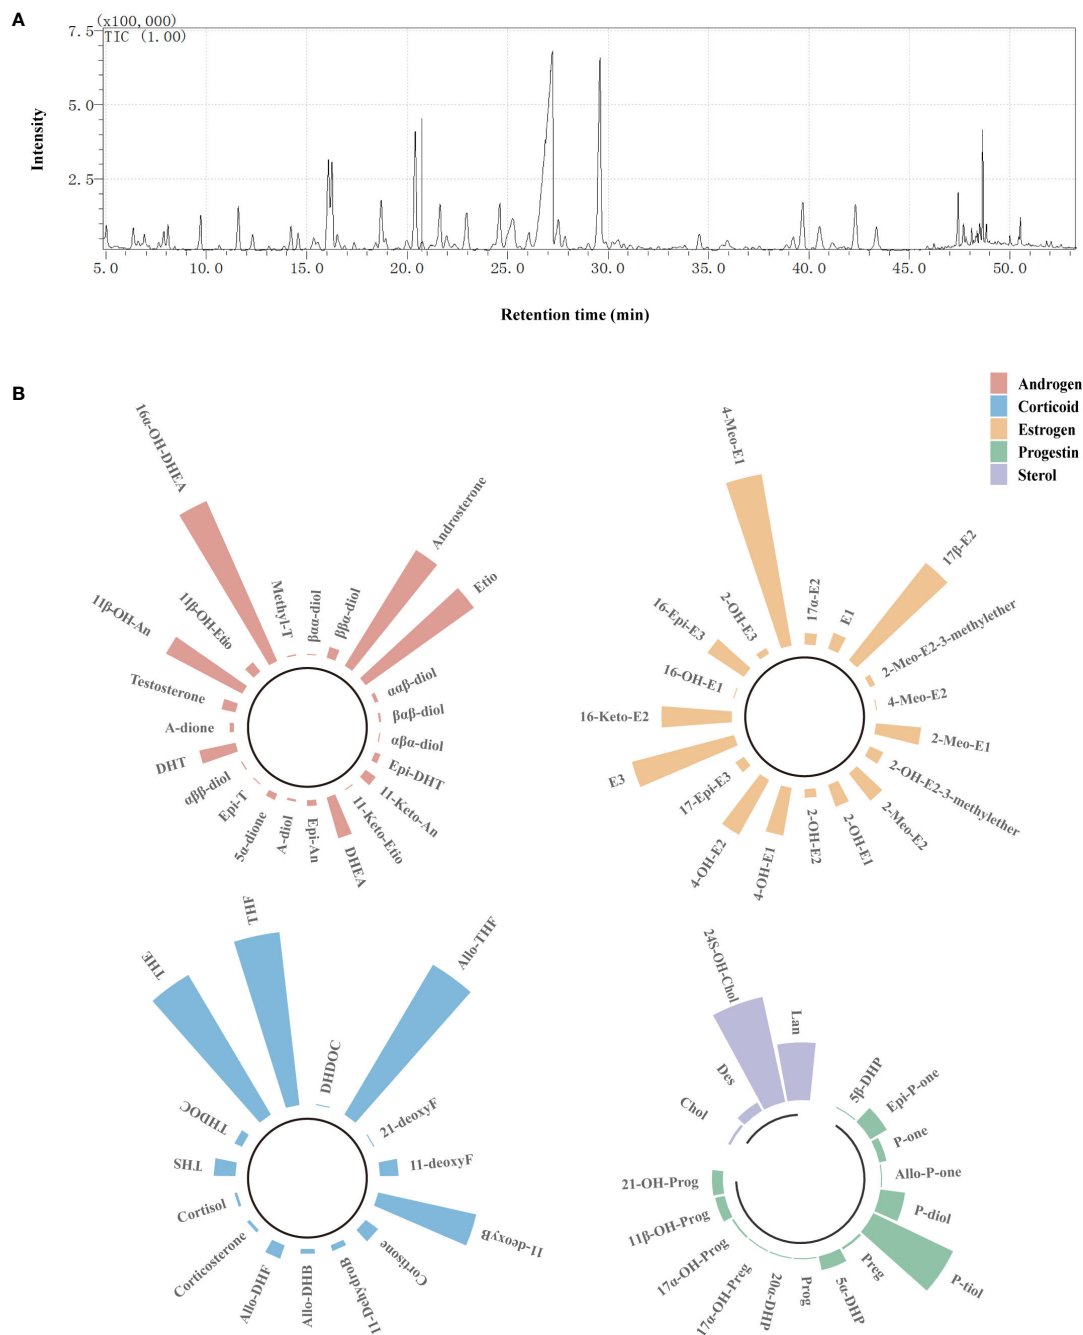 A
(x100,000)
7.5
TIC (1.00)
5.0
2.5
Intensity
5.0 10.0 15.0 20.0 25.0 30.0 35.0 40.0 45.0 50.0
Retention time (min)
B
Androgen
Corticoid
Estrogen
Progestin
Sterol
16α-OH-DHEA
Methyl-T
βαα-diol
ββα-diol
Androsterone
Etio
ααβ-diol
βαβ-diol
αβα-diol
Epi-DHT
11-Keto-An
11-Keto-Etio
DHEA
Epi-An
A-diol
5α-dione
Epi-T
αββ-diol
DHT
A-dione
Testosterone
11β-OH-An
11β-OH-Etio
4-Meo-E1
17α-E2
E1
17β-E2
2-Meo-E2-3-methylether
4-Meo-E2
2-Meo-E1
2-OH-E2-3-methylether
2-Meo-E2
2-OH-E1
2-OH-E2
4-OH-E1
4-OH-E2
17-Epi-E3
E3
16-Keto-E2
16-OH-E1
16-Epi-E3
2-OH-E3
THF
DHDOC
Allo-THF
21-deoxyF
11-deoxyF
11-deoxyB
Cortisone
11-DehydroB
Allo-DHB
Allo-DHF
Corticosterone
Cortisol
THS
THDOC
THE
24S-OH-Chol
Lan
Des
Chol
5β-DHP
Epi-P-one
P-one
Allo-P-one
P-diol
P-tiol
Preg
5α-DHP
Prog
20α-DHP
17α-OH-Preg
17α-OH-Prog
11β-OH-Prog
21-OH-Prog